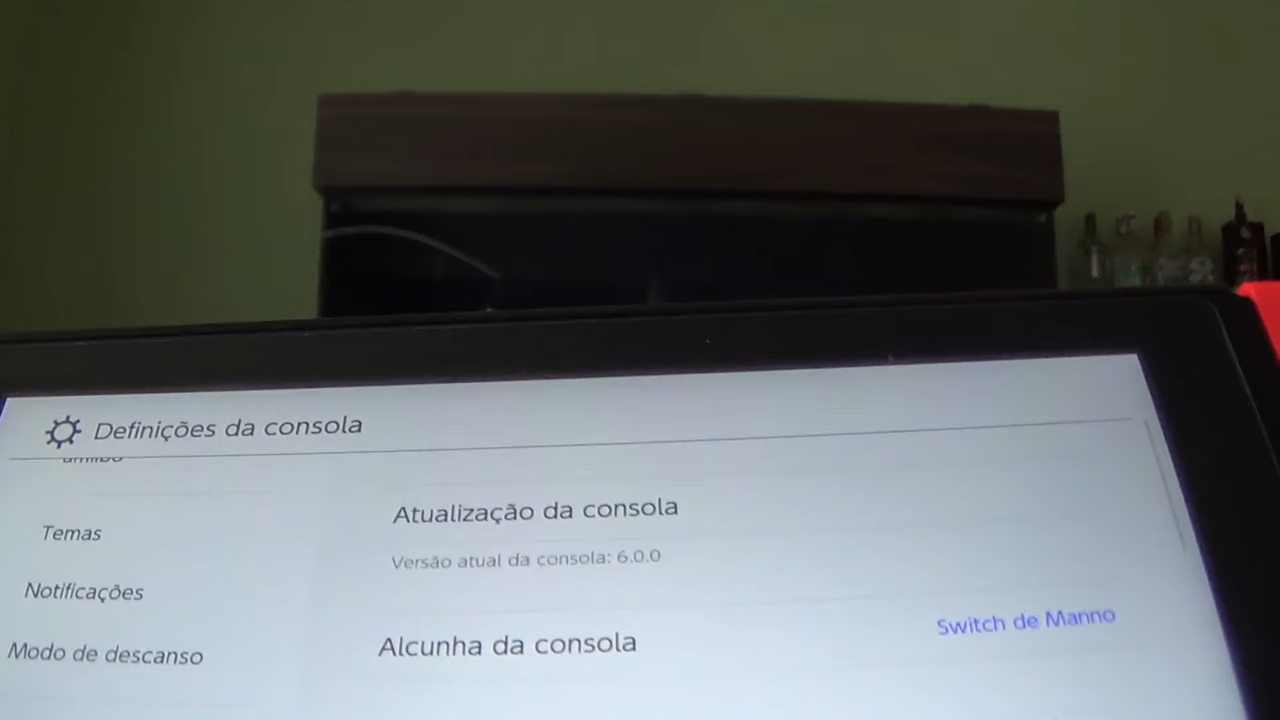 Definições da consola
Temas
Notificações
Modo de descanso
Atualização da consola
Versão atual da consola: 6.0.0
Alcunha da consola
Switch de Manno